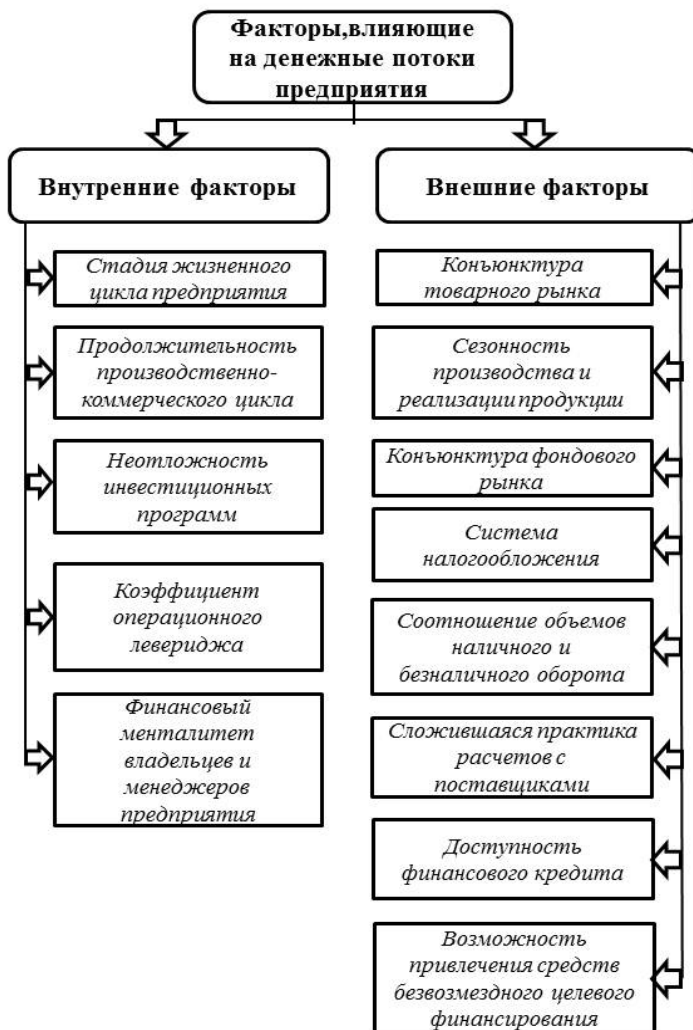 Факторы,влияющие
на денежные потоки
предприятия
Внутренние факторы
Стадия жизненного
цикла предприятия
Продолжительность
производственно-
коммерческого цикла
Неотложность
инвестиционных
программ
Коэффициент
операционного
левериджа
Финансовый
менталитет
владельцев и
менеджеров
предприятия
Внешние факторы
Конъюнктура
товарного рынка
Сезонность
производства и
реализации продукции
Конъюнктура фондового
рынка
Система
налогообложения
Соотношение объемов
наличного и
безналичного оборота
Сложившаяся практика
расчетов с
поставщиками
Доступность
финансового кредита
Возможность
привлечения средств
безвозмездного целевого
финансирования